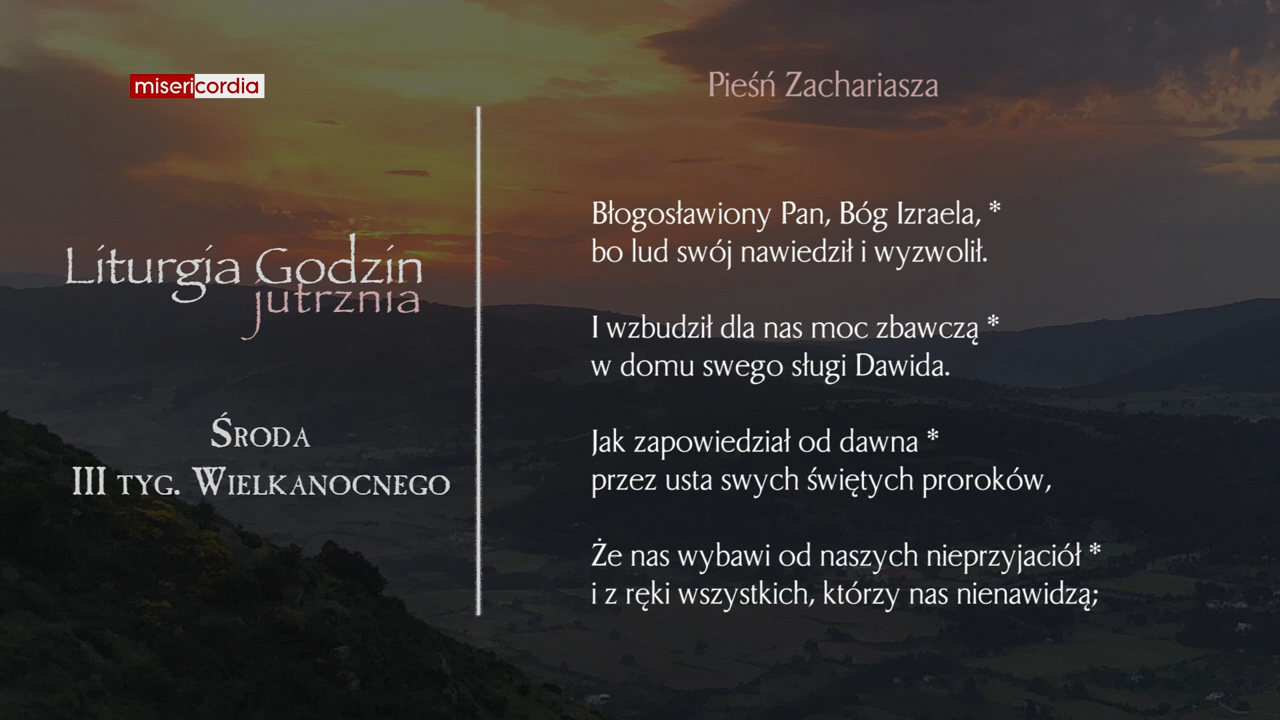 misericordia
Liturgia Godzin
jutrznia
Środa
III tyg. Wielkanocnego
Pieśń Zachariasza
Błogosławiony Pan, Bóg Izraela, *
bo lud swój nawiedził i wyzwolił.
I wzbudził dla nas moc zbawczą *
w domu swego sługi Dawida.
Jak zapowiedział od dawna *
przez usta swych świętych proroków,
Że nas wybawi od naszych nieprzyjaciół *
i z ręki wszystkich, którzy nas nienawidzą;